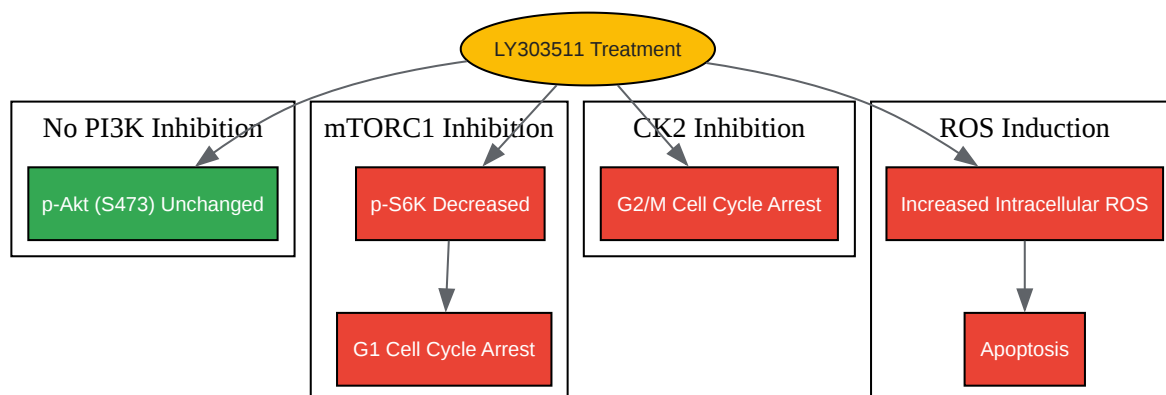 LY303511 Treatment
No PI3K Inhibition
mTORC1 Inhibition
CK2 Inhibition
ROS Induction
p-Akt (S473) Unchanged
p-S6K Decreased
G2/M Cell Cycle Arrest
Increased Intracellular ROS
G1 Cell Cycle Arrest
Apoptosis